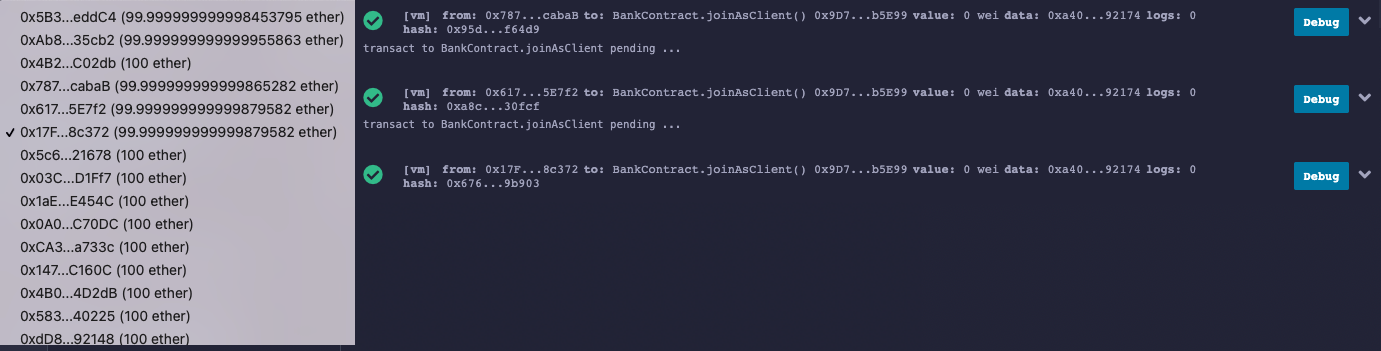 0x5B3...eddC4 (99.999999999998453795 ether)
0xAb8...35cb2 (99.999999999999955863 ether)
0x4B2...C02db (100 ether)
0x787...cabaB (99.999999999999865282 ether)
0x617...5E7f2 (99.999999999999879582 ether)
✓ 0x17F...8c372 (99.999999999999879582 ether)
0x5c6...21678 (100 ether)
0x03C...D1Ff7 (100 ether)
0x1aE...E454C (100 ether)
0x0A0...C70DC (100 ether)
0xCA3...a733c (100 ether)
0x147...C160C (100 ether)
0x4B0...4D2dB (100 ether)
0x583...40225 (100 ether)
0xdD8...92148 (100 ether)
[vm] from: 0x787...cabaB to: BankContract.joinAsClient() 0x9D7...b5E99 value: 0 wei data: 0xa40...92174 logs: 0
hash: 0x95d...f64d9
Debug
transact to BankContract.joinAsClient pending ...
[vm] from: 0x617...5E7f2 to: BankContract.joinAsClient() 0x9D7...b5E99 value: 0 wei data: 0xa40...92174 logs: 0
hash: 0xa8c...30fcf
Debug
transact to BankContract.joinAsClient pending ...
[vm] from: 0x17F...8c372 to: BankContract.joinAsClient() 0x9D7...b5E99 value: 0 wei data: 0xa40...92174 logs: 0
hash: 0x676...9b903
Debug